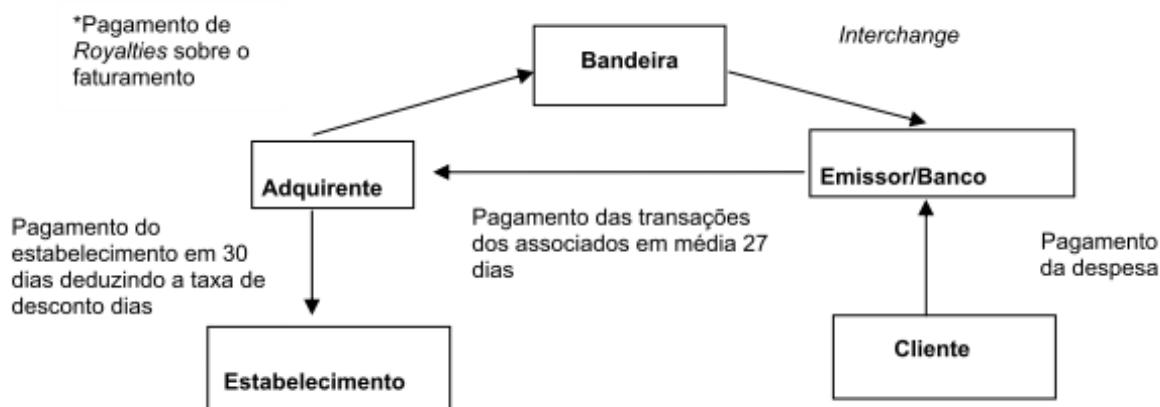 *Pagamento de
Royalties sobre o
faturamento
Bandeira
Interchange
Adquirente
Emissor/Banco
Pagamento do
estabelecimento em 30
dias deduzindo a taxa de
desconto dias
Pagamento das transações
dos associados em média 27
dias
Pagamento
da despesa
Estabelecimento
Cliente